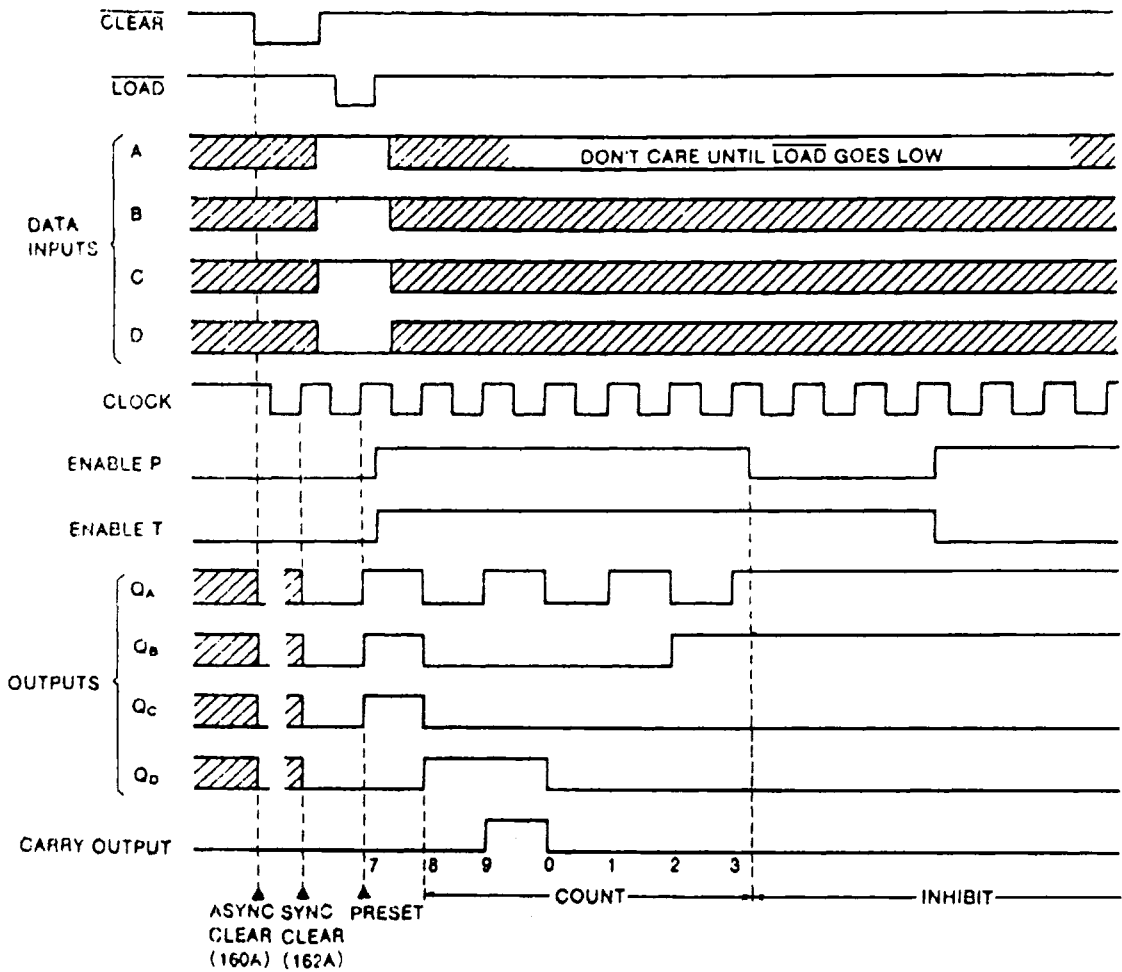 CLEAR
LOAD
A
DON'T CARE UNTIL LOAD GOES LOW
B
DATA
INPUTS
C
D
CLOCK
ENABLE P
ENABLE T
QA
QB
OUTPUTS
QC
QD
CARRY OUTPUT
7 8 9 0 1 2 3
COUNT
INHIBIT
ASYNC
CLEAR
(160A)
SYNC
CLEAR
(162A)
PRESET